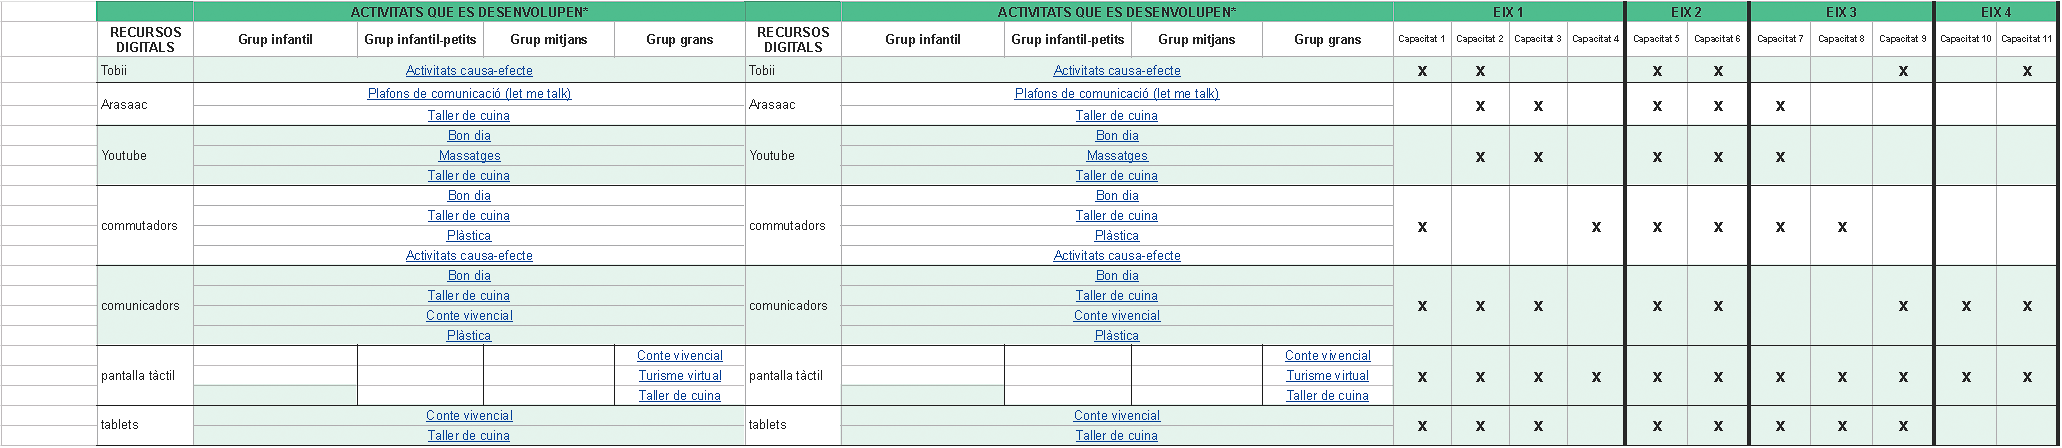 ACTIVITATS QUE ES DESENVOLUPEN* ACTIVITATS QUE ES DESENVOLUPEN* EIX 1 EIX 2 EIX 3 EIX 4
RECURSOS DIGITALS Grup infantil Grup infantil-petits Grup mitjans Grup grans RECURSOS DIGITALS Grup infantil Grup infantil-petits Grup mitjans Grup grans Capacitat 1 Capacitat 2 Capacitat 3 Capacitat 4 Capacitat 5 Capacitat 6 Capacitat 7 Capacitat 8 Capacitat 9 Capacitat 10 Capacitat 11
Tobii Activitats causa-efecte Tobii Activitats causa-efecte X X X X X X
Arasaac Plafons de comunicació (let me talk) Arasaac Plafons de comunicació (let me talk) X X X X X
Taller de cuina Taller de cuina
Bon dia Bon dia
Youtube Massatges Youtube Massatges X X X X X
Taller de cuina Taller de cuina
Bon dia Bon dia
Taller de cuina Taller de cuina
commutadors Plàstica commutadors Plàstica X X X X X X
Activitats causa-efecte Activitats causa-efecte
Bon dia Bon dia
Taller de cuina Taller de cuina
comunicadors Conte vivencial comunicadors Conte vivencial X X X X X X X X
Plàstica Plàstica
Conte vivencial Conte vivencial
pantalla tàctil Turisme virtual pantalla tàctil Turisme virtual X X X X X X X X X X X
Taller de cuina Taller de cuina
tablets Conte vivencial tablets Conte vivencial X X X X X X X X
Taller de cuina Taller de cuina